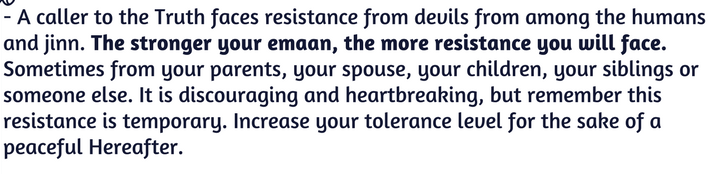 - A caller to the Truth faces resistance from devils from among the humans
and jinn. The stronger your emaan, the more resistance you will face.
Sometimes from your parents, your spouse, your children, your siblings or
someone else. It is discouraging and heartbreaking, but remember this
resistance is temporary. Increase your tolerance level for the sake of a
peaceful Hereafter.